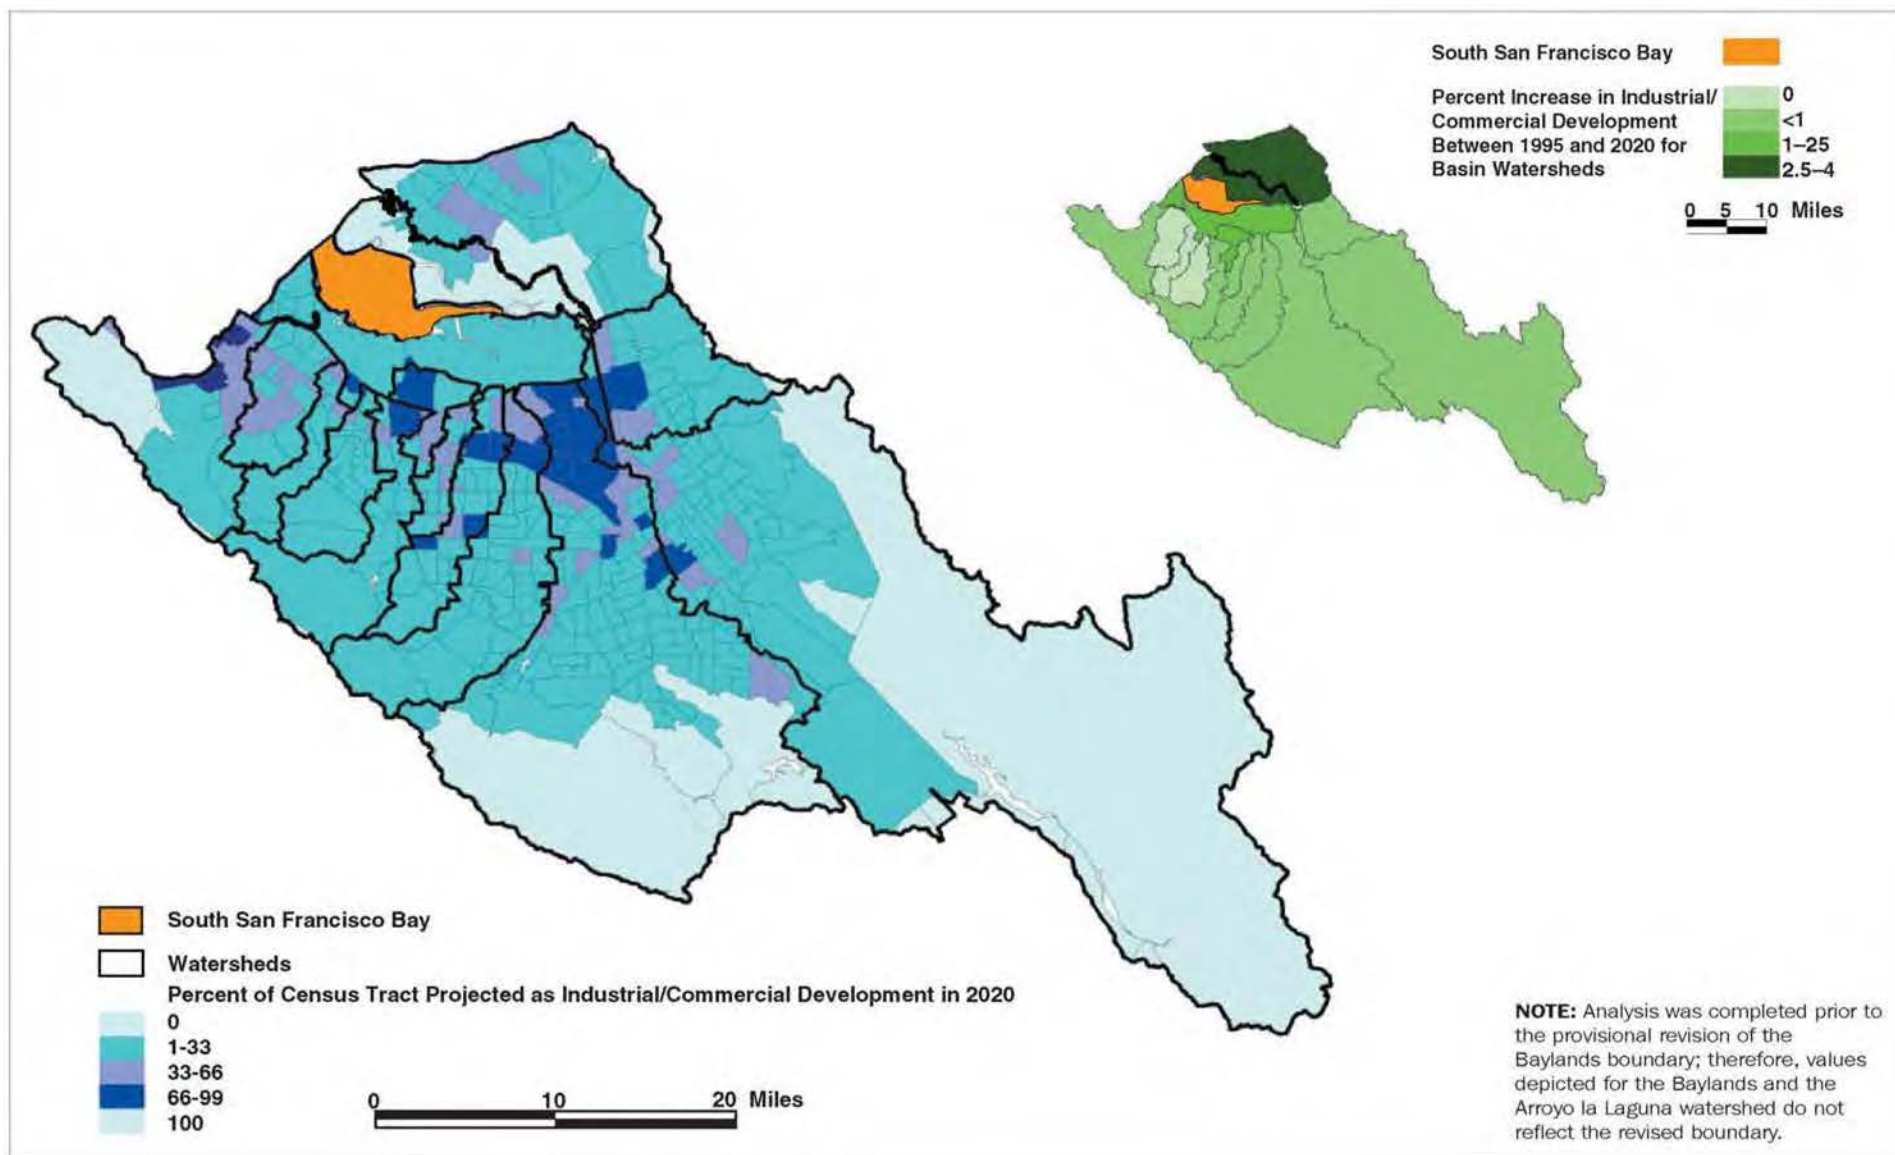 South San Francisco Bay
Percent Increase in Industrial/
Commercial Development
Between 1995 and 2020 for
Basin Watersheds
0
<1
1–25
2.5–4
0 5 10 Miles
South San Francisco Bay
Watersheds
Percent of Census Tract Projected as Industrial/Commercial Development in 2020
0
1-33
33-66
66-99
100
0 10 20 Miles
NOTE: Analysis was completed prior to
the provisional revision of the
Baylands boundary; therefore, values
depicted for the Baylands and the
Arroyo la Laguna watershed do not
reflect the revised boundary.